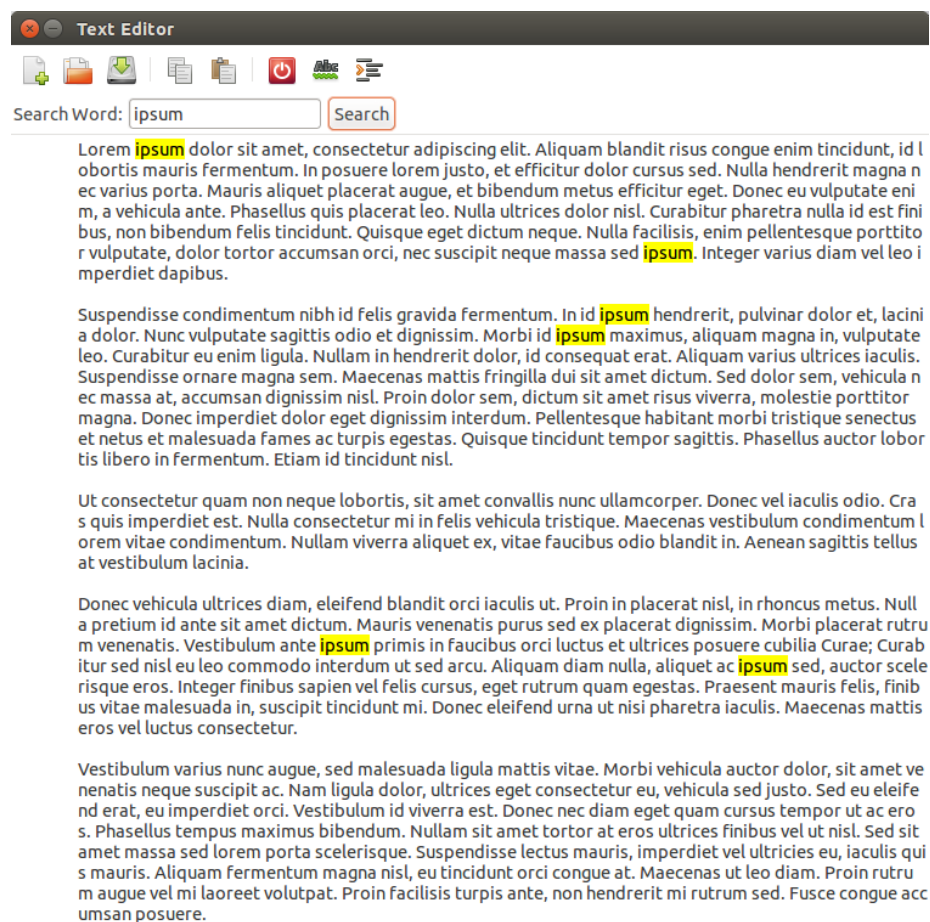 Text Editor
Abc
Search Word: ipsum Search
Lorem ipsum dolor sit amet, consectetur adipiscing elit. Aliquam blandit risus congue enim tincidunt, id l
obortis mauris fermentum. In posuere lorem justo, et efficitur dolor cursus sed. Nulla hendrerit magna n
ec varius porta. Mauris aliquet placerat augue, et bibendum metus efficitur eget. Donec eu vulputate eni
m, a vehicula ante. Phasellus quis placerat leo. Nulla ultrices dolor nisl. Curabitur pharetra nulla id est fini
bus, non bibendum felis tincidunt. Quisque eget dictum neque. Nulla facilisis, enim pellentesque porttito
r vulputate, dolor tortor accumsan orci, nec suscipit neque massa sed ipsum. Integer varius diam vel leo i
mperdiet dapibus.
Suspendisse condimentum nibh id felis gravida fermentum. In id ipsum hendrerit, pulvinar dolor et, lacini
a dolor. Nunc vulputate sagittis odio et dignissim. Morbi id ipsum maximus, aliquam magna in, vulputate
leo. Curabitur eu enim ligula. Nullam in hendrerit dolor, id consequat erat. Aliquam varius ultrices iaculis.
Suspendisse ornare magna sem. Maecenas mattis fringilla dui sit amet dictum. Sed dolor sem, vehicula n
ec massa at, accumsan dignissim nisl. Proin dolor sem, dictum sit amet risus viverra, molestie porttitor
magna. Donec imperdiet dolor eget dignissim interdum. Pellentesque habitant morbi tristique senectus
et netus et malesuada fames ac turpis egestas. Quisque tincidunt tempor sagittis. Phasellus auctor lobor
tis libero in fermentum. Etiam id tincidunt nisl.
Ut consectetur quam non neque lobortis, sit amet convallis nunc ullamcorper. Donec vel iaculis odio. Cra
s quis imperdiet est. Nulla consectetur mi in felis vehicula tristique. Maecenas vestibulum condimentum l
orem vitae condimentum. Nullam viverra aliquet ex, vitae faucibus odio blandit in. Aenean sagittis tellus
at vestibulum lacinia.
Donec vehicula ultrices diam, eleifend blandit orci iaculis ut. Proin in placerat nisl, in rhoncus metus. Null
a pretium id ante sit amet dictum. Mauris venenatis purus sed ex placerat dignissim. Morbi placerat rutru
m venenatis. Vestibulum ante ipsum primis in faucibus orci luctus et ultrices posuere cubilia Curae; Curab
itur sed nisl eu leo commodo interdum ut sed arcu. Aliquam diam nulla, aliquet ac ipsum sed, auctor scele
risque eros. Integer finibus sapien vel felis cursus, eget rutrum quam egestas. Praesent mauris felis, finib
us vitae malesuada in, suscipit tincidunt mi. Donec eleifend urna ut nisi pharetra iaculis. Maecenas mattis
eros vel luctus consectetur.
Vestibulum varius nunc augue, sed malesuada ligula mattis vitae. Morbi vehicula auctor dolor, sit amet ve
nenatis neque suscipit ac. Nam ligula dolor, ultrices eget consectetur eu, vehicula sed justo. Sed eu eleife
nd erat, eu imperdiet orci. Vestibulum id viverra est. Donec nec diam eget quam cursus tempor ut ac ero
s. Phasellus tempus maximus bibendum. Nullam sit amet tortor at eros ultrices finibus vel ut nisl. Sed sit
amet massa sed lorem porta scelerisque. Suspendisse lectus mauris, imperdiet vel ultricies eu, iaculis qui
s mauris. Aliquam fermentum magna nisl, eu tincidunt orci congue at. Maecenas ut leo diam. Proin rutru
m augue vel mi laoreet volutpat. Proin facilisis turpis ante, non hendrerit mi rutrum sed. Fusce congue acc
umsan posuere.